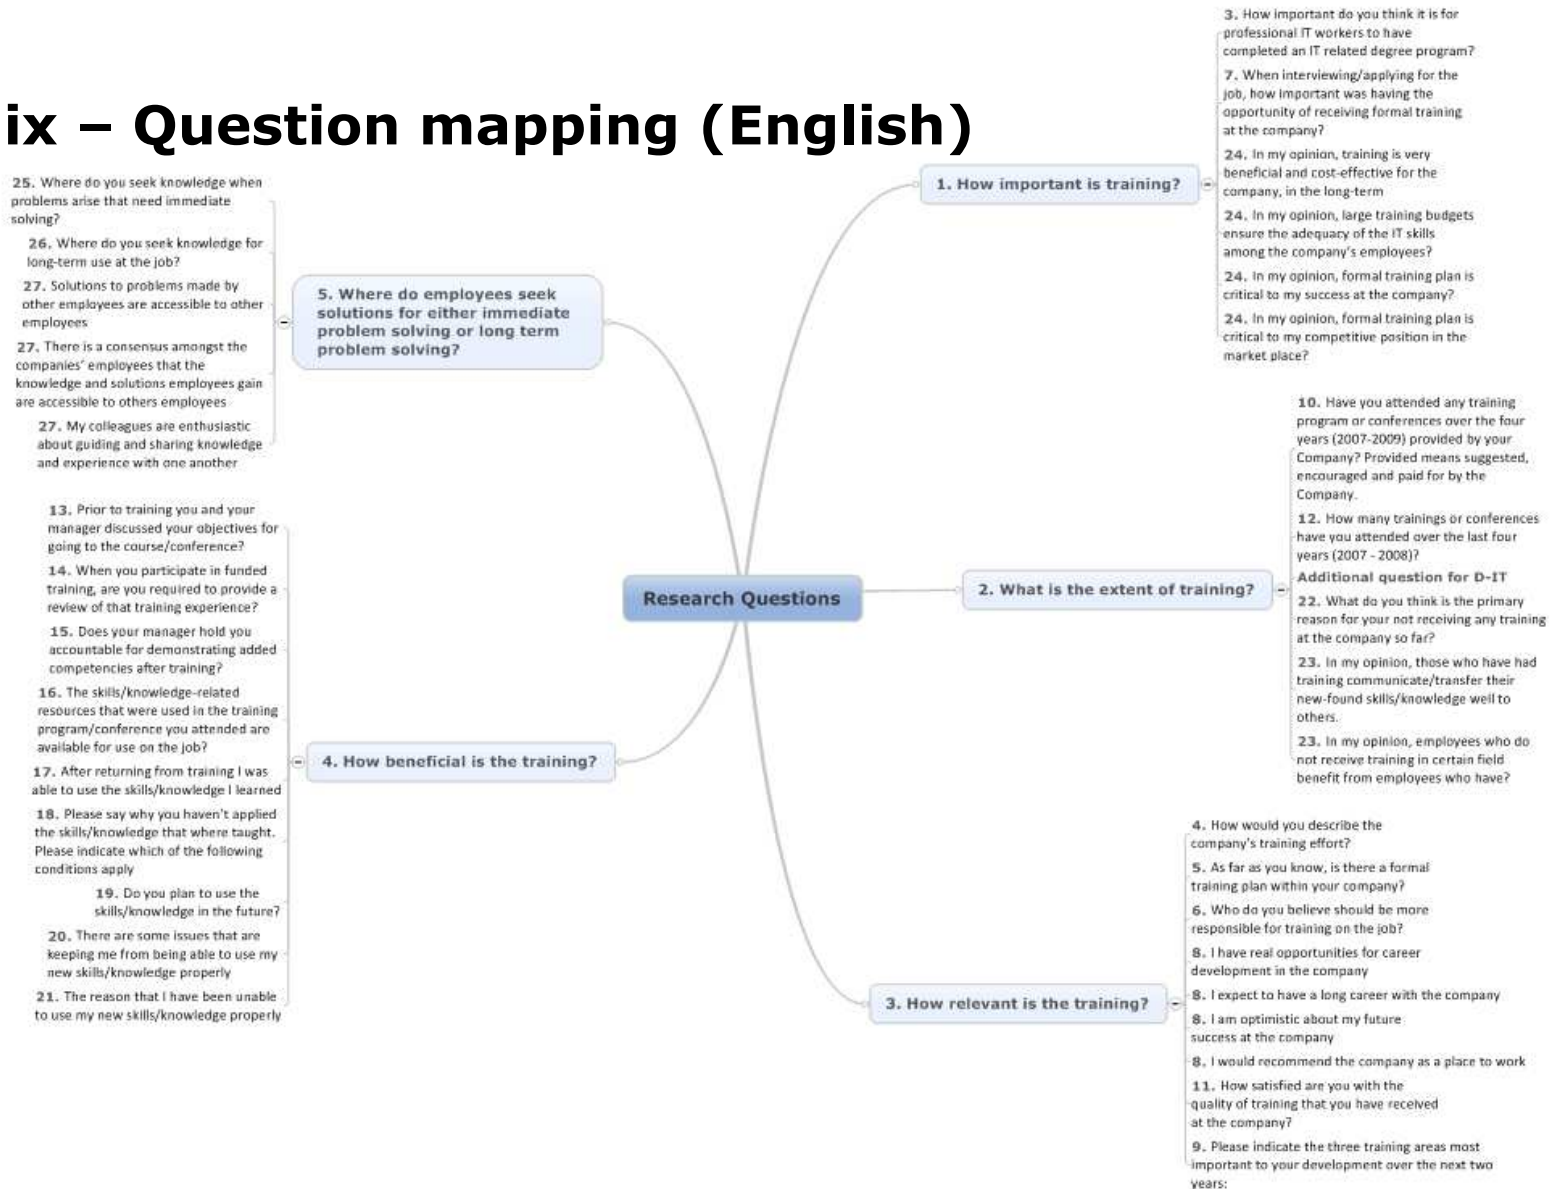 ix – Question mapping (English)
Research Questions
1. How important is training?
3. How important do you think it is for
professional IT workers to have
completed an IT related degree program?
7. When interviewing/applying for the
job, how important was having the
opportunity of receiving formal training
at the company?
24. In my opinion, training is very
beneficial and cost-effective for the
company, in the long-term
24. In my opinion, large training budgets
ensure the adequacy of the IT skills
among the company's employees?
24. In my opinion, formal training plan is
critical to my success at the company?
24. In my opinion, formal training plan is
critical to my competitive position in the
market place?
2. What is the extent of training?
10. Have you attended any training
program or conferences over the four
years (2007-2009) provided by your
Company? Provided means suggested,
encouraged and paid for by the
Company.
12. How many trainings or conferences
have you attended over the last four
years (2007 - 2008)?
Additional question for D-IT
22. What do you think is the primary
reason for your not receiving any training
at the company so far?
23. In my opinion, those who have had
training communicate/transfer their
new-found skills/knowledge well to
others.
23. In my opinion, employees who do
not receive training in certain field
benefit from employees who have?
3. How relevant is the training?
4. How would you describe the
company's training effort?
5. As far as you know, is there a formal
training plan within your company?
6. Who do you believe should be more
responsible for training on the job?
8. I have real opportunities for career
development in the company
8. I expect to have a long career with the company
8. I am optimistic about my future
success at the company
8. I would recommend the company as a place to work
11. How satisfied are you with the
quality of training that you have received
at the company?
9. Please indicate the three training areas most
important to your development over the next two
years:
4. How beneficial is the training?
13. Prior to training you and your
manager discussed your objectives for
going to the course/conference?
14. When you participate in funded
training, are you required to provide a
review of that training experience?
15. Does your manager hold you
accountable for demonstrating added
competencies after training?
16. The skills/knowledge-related
resources that were used in the training
program/conference you attended are
available for use on the job?
17. After returning from training I was
able to use the skills/knowledge I learned
18. Please say why you haven't applied
the skills/knowledge that where taught.
Please indicate which of the following
conditions apply
19. Do you plan to use the
skills/knowledge in the future?
20. There are some issues that are
keeping me from being able to use my
new skills/knowledge properly
21. The reason that I have been unable
to use my new skills/knowledge properly
5. Where do employees seek
solutions for either immediate
problem solving or long term
problem solving?
25. Where do you seek knowledge when
problems arise that need immediate
solving?
26. Where do you seek knowledge for
long-term use at the job?
27. Solutions to problems made by
other employees are accessible to other
employees
27. There is a consensus amongst the
companies' employees that the
knowledge and solutions employees gain
are accessible to others employees
27. My colleagues are enthusiastic
about guiding and sharing knowledge
and experience with one another